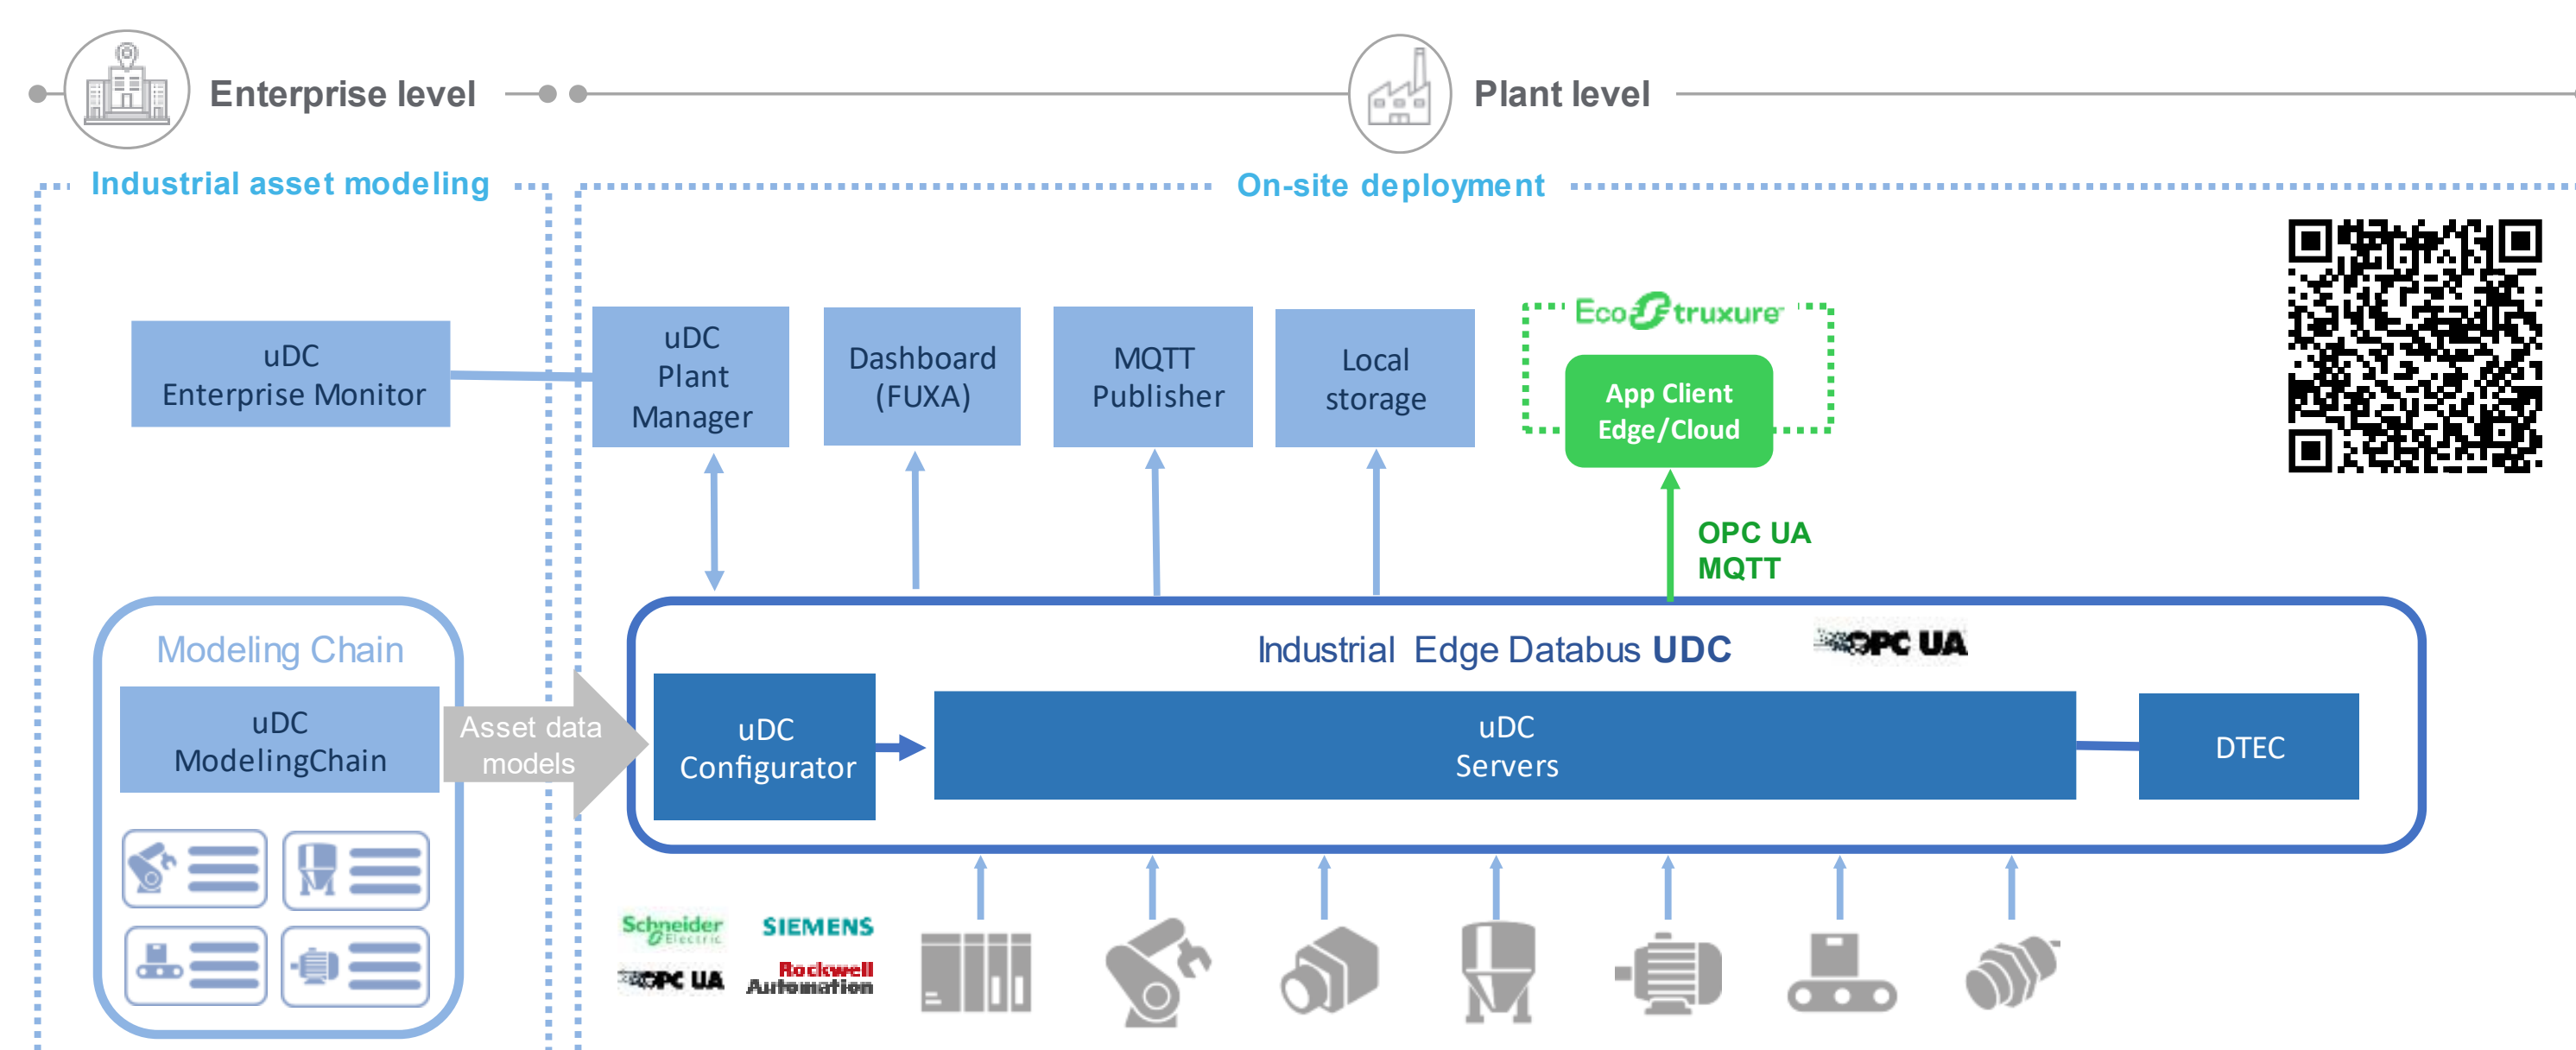 Enterprise level
Plant level
Industrial asset modeling
On-site deployment
uDC
Enterprise Monitor
uDC
Plant
Manager
Dashboard
(FUXA)
MQTT
Publisher
Local
storage
EcoStruxure
App Client
Edge/Cloud
OPC UA
MQTT
Modeling Chain
uDC
ModelingChain
Asset data
models
Industrial Edge Databus UDC
OPC UA
uDC
Configurator
uDC
Servers
DTEC
Schneider
Electric
SIEMENS
OPC UA
Rockwell
Automation